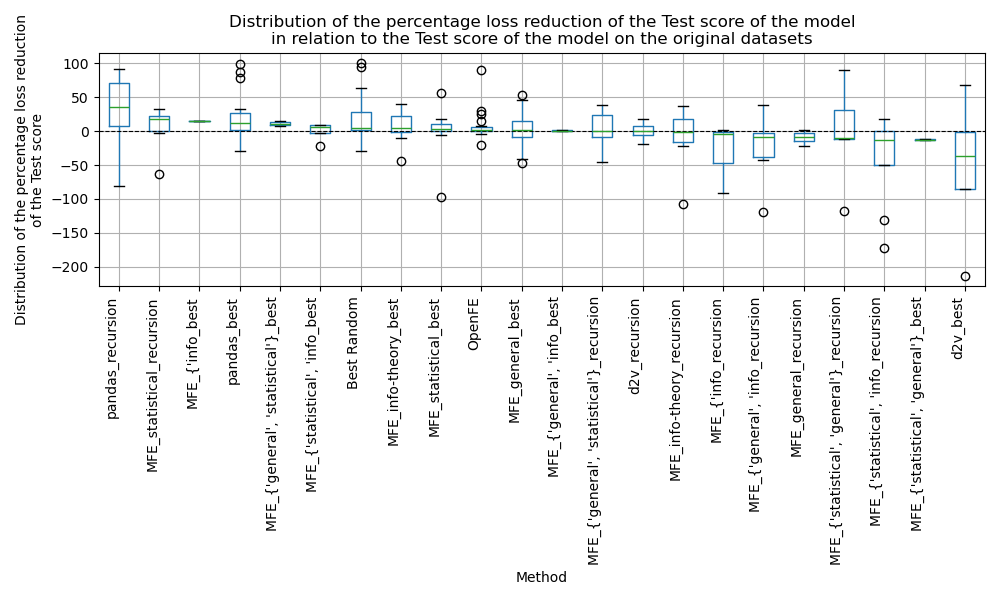 Distribution of the percentage loss reduction of the Test score of the model
in relation to the Test score of the model on the original datasets
Distribution of the percentage loss reduction
of the Test score
100
50
0
−50
−100
−150
−200
pandas_recursion
MFE_statistical_recursion
MFE_{'info_best
pandas_best
MFE_{'general', 'statistical'}_best
MFE_{'statistical', 'info_best
Best Random
MFE_info-theory_best
MFE_statistical_best
OpenFE
MFE_general_best
MFE_{'general', 'info_best
MFE_{'general', 'statistical'}_recursion
d2v_recursion
MFE_info-theory_recursion
MFE_{'info_recursion
MFE_{'general', 'info_recursion
MFE_general_recursion
MFE_{'statistical', 'general'}_recursion
MFE_{'statistical', 'info_recursion
MFE_{'statistical', 'general'}_best
d2v_best
Method